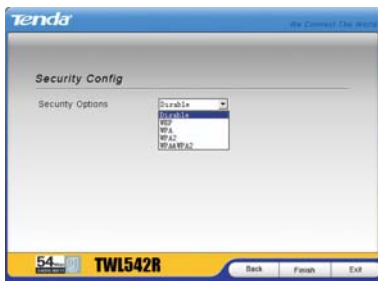 Tenda
We Connect The World
Security Config
Security Options
Disable
Disable
WEP
WPA
WPA2
WPA&WPA2
54
TWL542R
Back
Finish
Exit